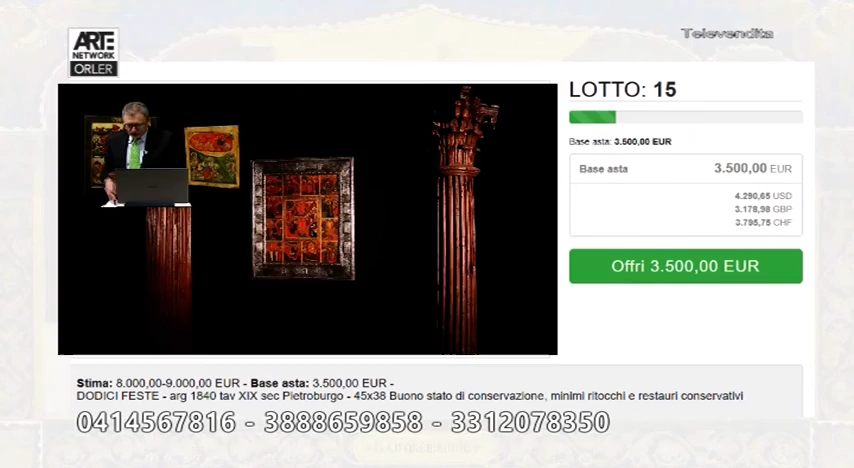 ARTE
NETWORK
ORLER
Televendita
LOTTO: 15
Base asta: 3.500,00 EUR
Base asta 3.500,00 EUR
4.290,65 USD
3.178,98 GBP
3.795,75 CHF
Offri 3.500,00 EUR
Stima: 8.000,00-9.000,00 EUR - Base asta: 3.500,00 EUR -
DODICI FESTE - arg 1840 tav XIX sec Pietroburgo - 45x38 Buono stato di conservazione, minimi ritocchi e restauri conservativi
0414567816 - 3888659858 - 3312078350